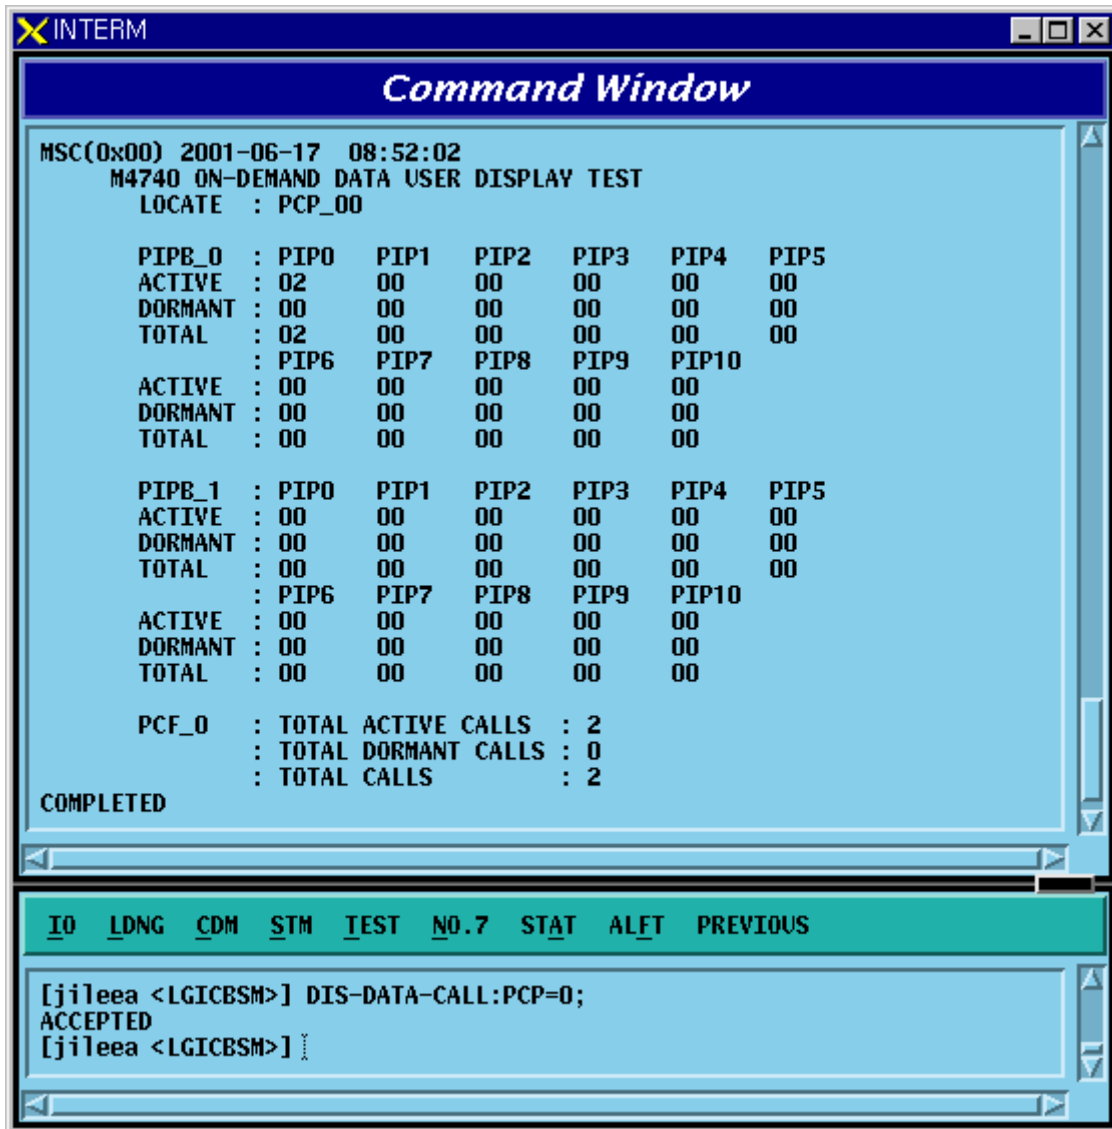 INTERM
Command Window
MSC(0x00) 2001-06-17 08:52:02
M4740 ON-DEMAND DATA USER DISPLAY TEST
LOCATE : PCP_00
PIPB_0 : PIP0 PIP1 PIP2 PIP3 PIP4 PIP5
ACTIVE : 02 00 00 00 00 00
DORMANT : 00 00 00 00 00 00
TOTAL : 02 00 00 00 00 00
: PIP6 PIP7 PIP8 PIP9 PIP10
ACTIVE : 00 00 00 00 00
DORMANT : 00 00 00 00 00
TOTAL : 00 00 00 00 00
PIPB_1 : PIP0 PIP1 PIP2 PIP3 PIP4 PIP5
ACTIVE : 00 00 00 00 00 00
DORMANT : 00 00 00 00 00 00
TOTAL : 00 00 00 00 00 00
: PIP6 PIP7 PIP8 PIP9 PIP10
ACTIVE : 00 00 00 00 00
DORMANT : 00 00 00 00 00
TOTAL : 00 00 00 00 00
PCF_0 : TOTAL ACTIVE CALLS : 2
: TOTAL DORMANT CALLS : 0
: TOTAL CALLS : 2
COMPLETED
IO LDNG CDM STM TEST NO.7 STAT ALFT PREVIOUS
[jileea <LGICBSM>] DIS-DATA-CALL:PCP=0;
ACCEPTED
[jileea <LGICBSM>]